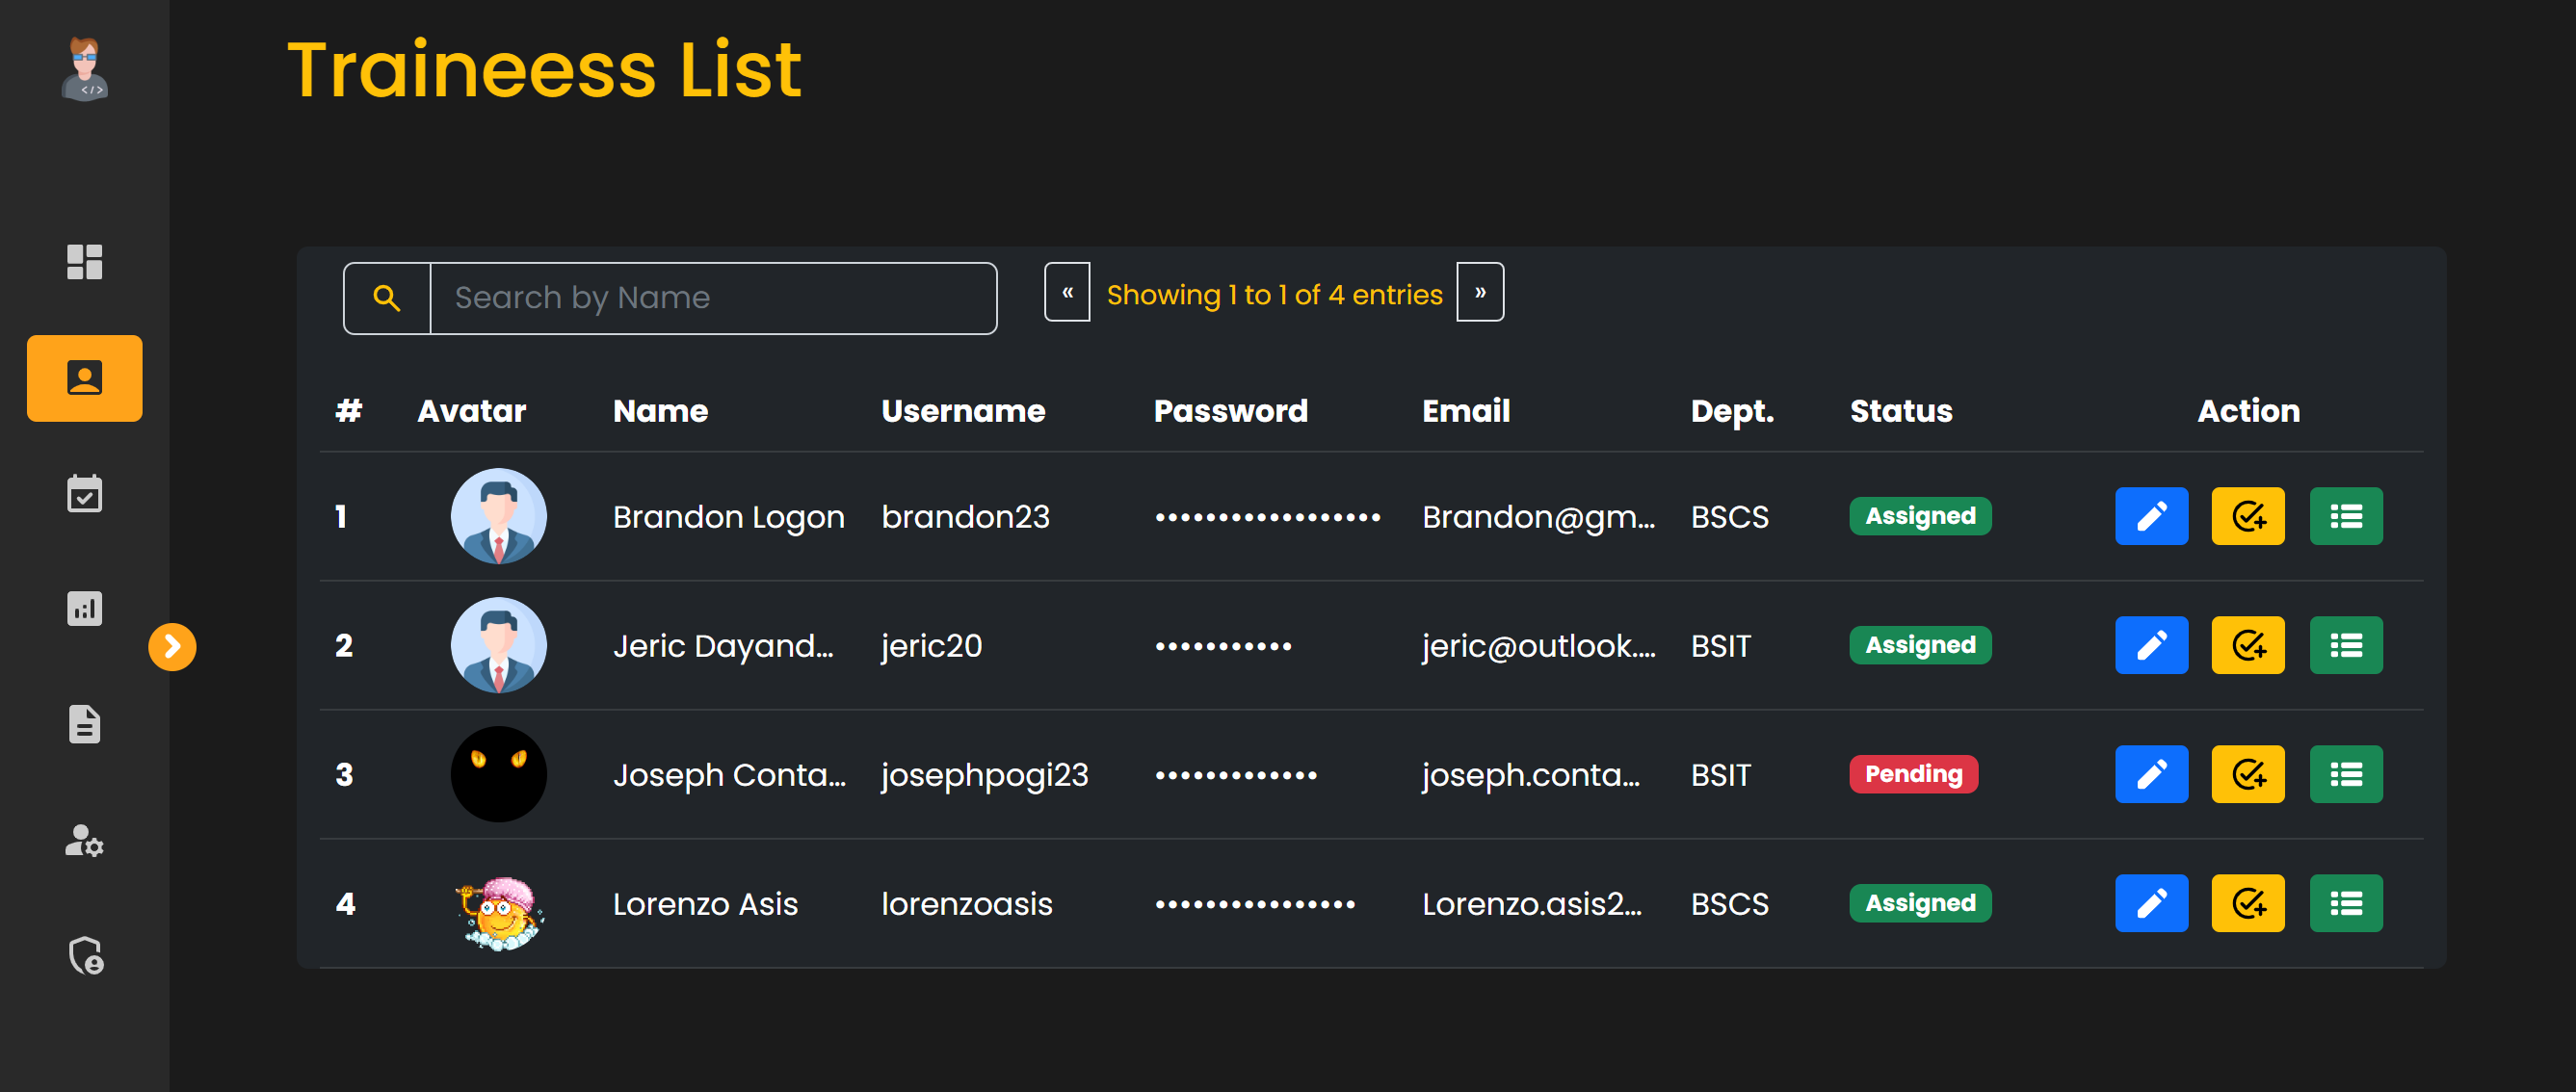 </>
Traineess List
Search by Name
« Showing 1 to 1 of 4 entries »
# Avatar Name Username Password Email Dept. Status Action
1 Brandon Logon brandon23 •••••••••••••••••• Brandon@gm... BSCS Assigned
2 Jeric Dayand... jeric20 ••••••••••• jeric@outlook.... BSIT Assigned
3 Joseph Conta... josephpogi23 ••••••••••••• joseph.conta... BSIT Pending
4 Lorenzo Asis lorenzoasis •••••••••••••••• Lorenzo.asis2... BSCS Assigned